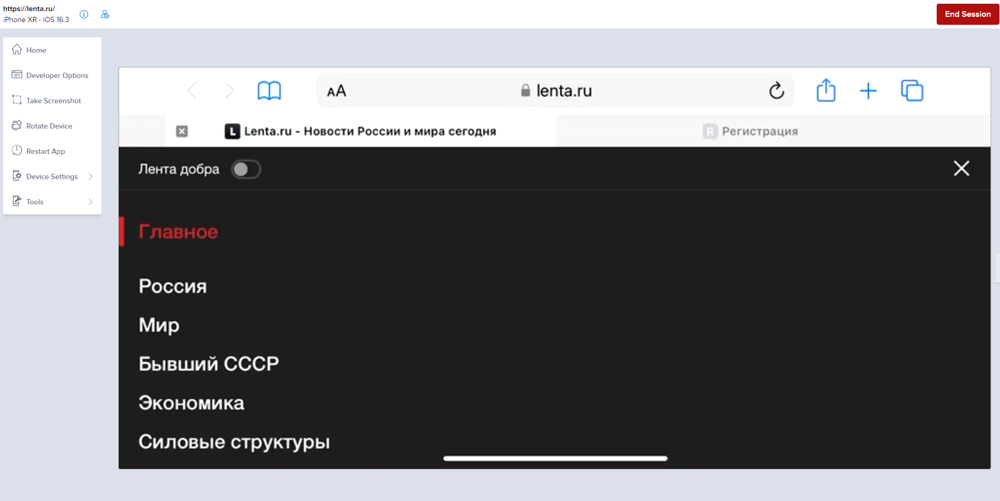 https://lenta.ru/
iPhone XR - iOS 16.3
End Session
Home
Developer Options
Take Screenshot
Rotate Device
Restart App
Device Settings
Tools
AA
lenta.ru
L Lenta.ru - Новости России и мира сегодня
R Регистрация
Лента добра
Главное
Россия
Мир
Бывший СССР
Экономика
Силовые структуры